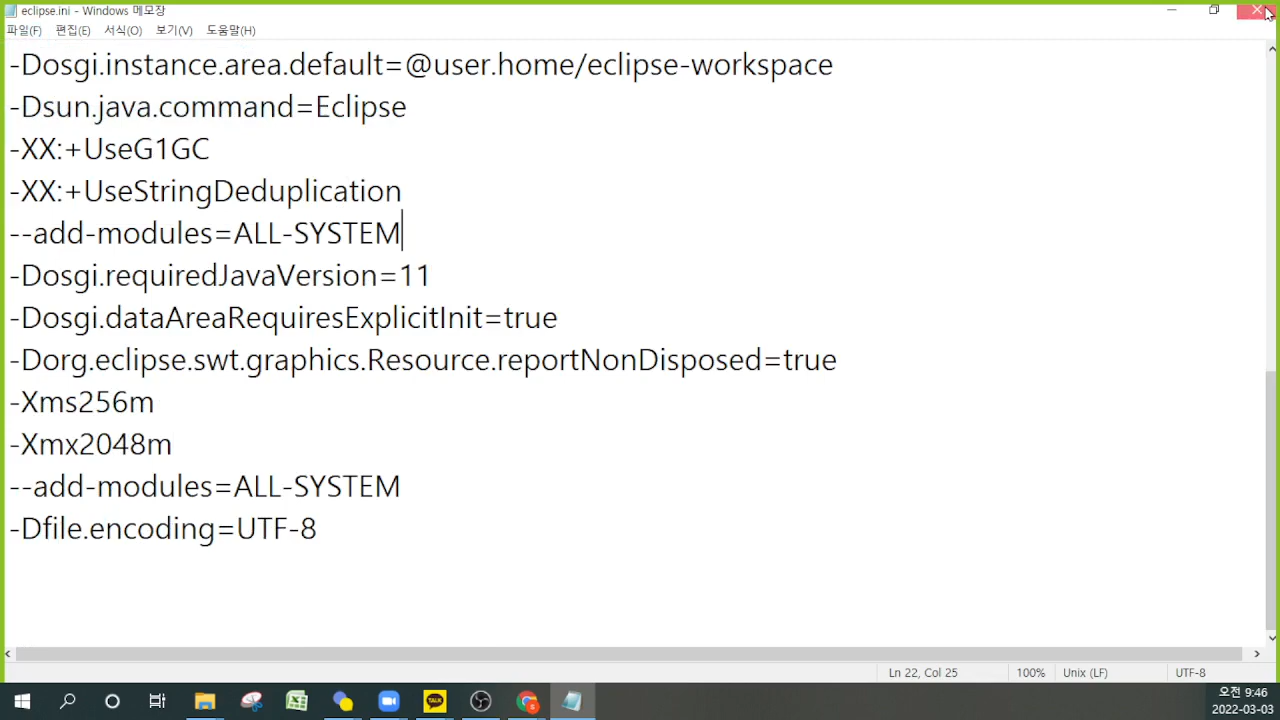 eclipse.ini - Windows 메모장
파일(F) 편집(E) 서식(O) 보기(V) 도움말(H)
-Dosgi.instance.area.default=@user.home/eclipse-workspace
-Dsun.java.command=Eclipse
-XX:+UseG1GC
-XX:+UseStringDeduplication
--add-modules=ALL-SYSTEM
-Dosgi.requiredJavaVersion=11
-Dosgi.dataAreaRequiresExplicitInit=true
-Dorg.eclipse.swt.graphics.Resource.reportNonDisposed=true
-Xms256m
-Xmx2048m
--add-modules=ALL-SYSTEM
-Dfile.encoding=UTF-8
Ln 22, Col 25 100% Unix (LF) UTF-8
TALK
오전 9:46
2022-03-03